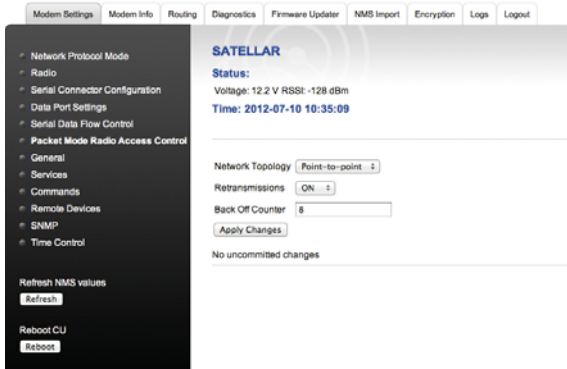 Modem Settings Modem Info Routing Diagnostics Firmware Updater NMS Import Encryption Logs Logout
Network Protocol Mode
Radio
Serial Connector Configuration
Data Port Settings
Serial Data Flow Control
Packet Mode Radio Access Control
General
Services
Commands
Remote Devices
SNMP
Time Control
Refresh NMS values
Refresh
Reboot CU
Reboot
SATELLAR
Status:
Voltage: 12.2 V RSSI: -128 dBm
Time: 2012-07-10 10:35:09
Network Topology Point-to-point
Retransmissions ON
Back Off Counter 8
Apply Changes
No uncommitted changes